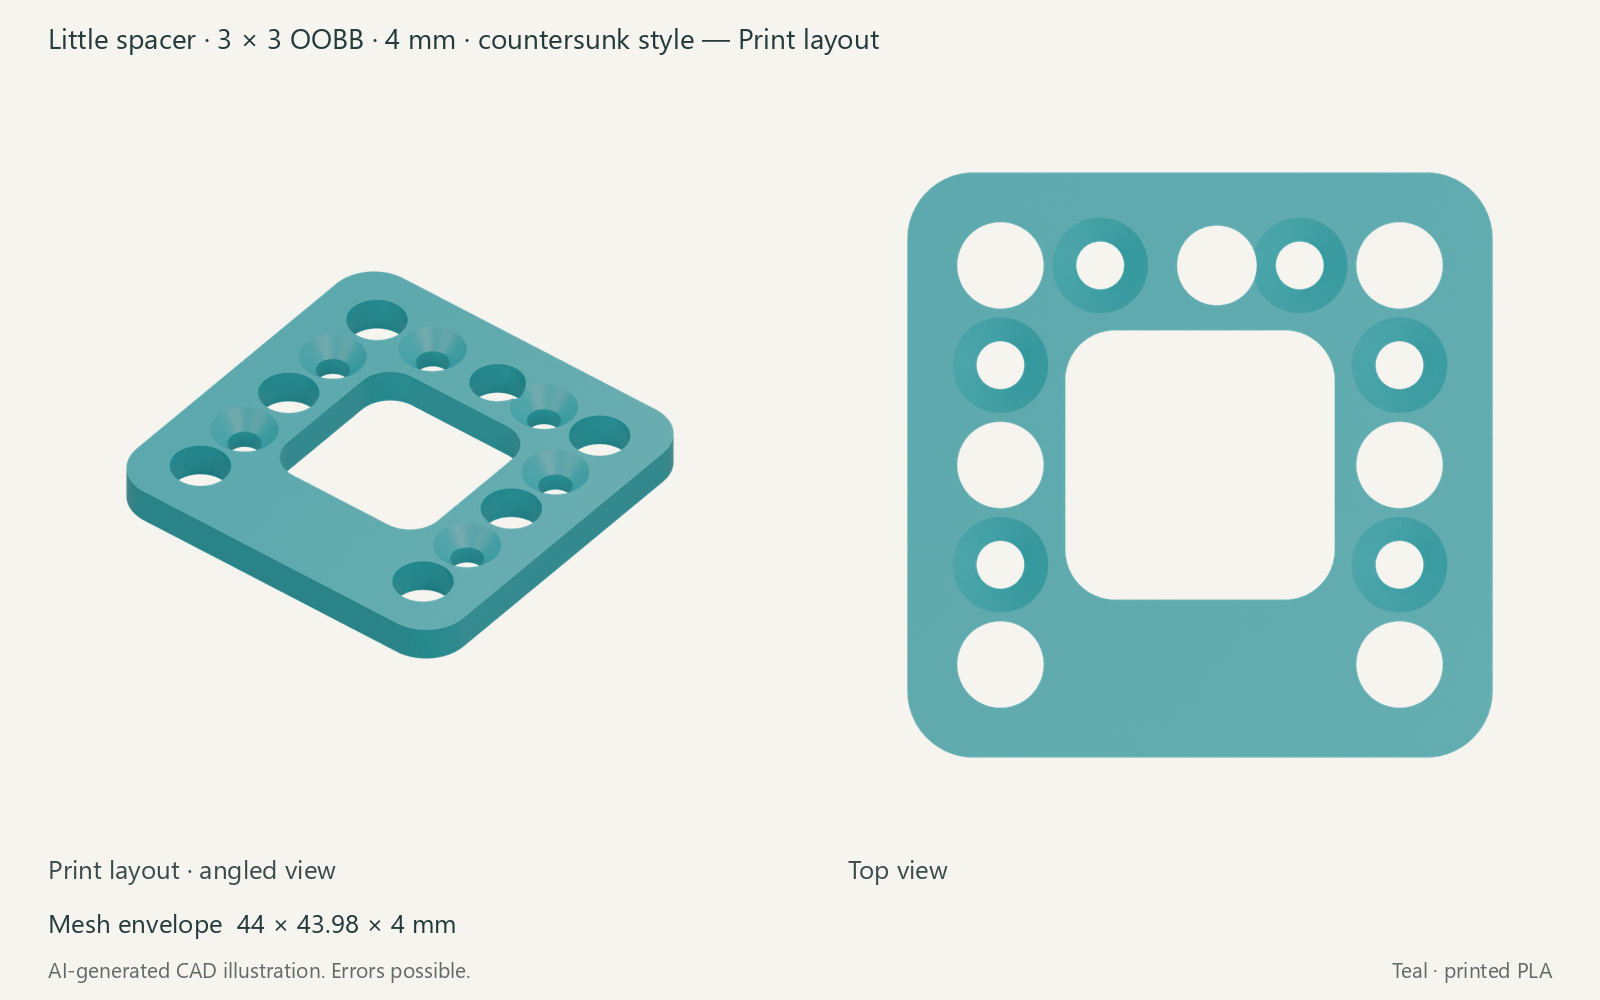 Little spacer · 3 × 3 OOBB · 4 mm · countersunk style — Print layout
Print layout · angled view
Top view
Mesh envelope  44 × 43.98 × 4 mm
AI-generated CAD illustration. Errors possible.
Teal · printed PLA